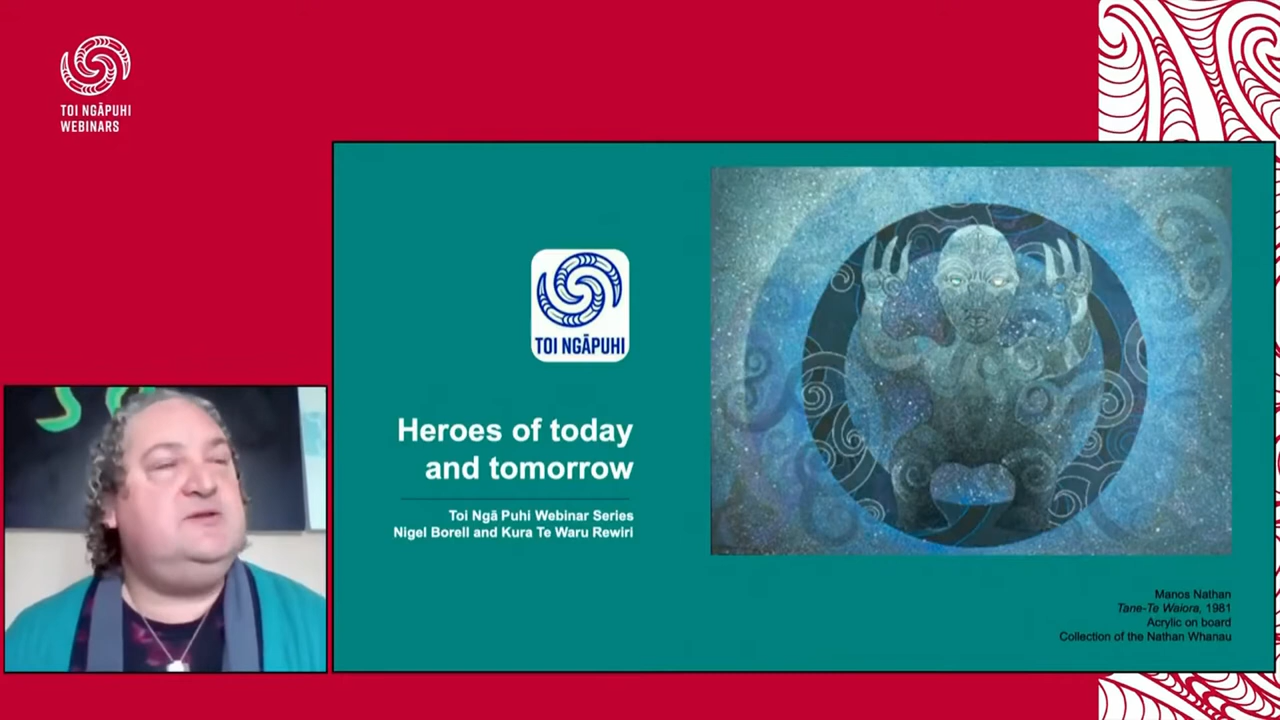 TOI NGĀPUHI
WEBINARS
TOI NGĀPUHI
Heroes of today
and tomorrow
Toi Ngā Puhi Webinar Series
Nigel Borell and Kura Te Waru Rewiri
Manos Nathan
Tane-Te Waiora, 1981
Acrylic on board
Collection of the Nathan Whanau